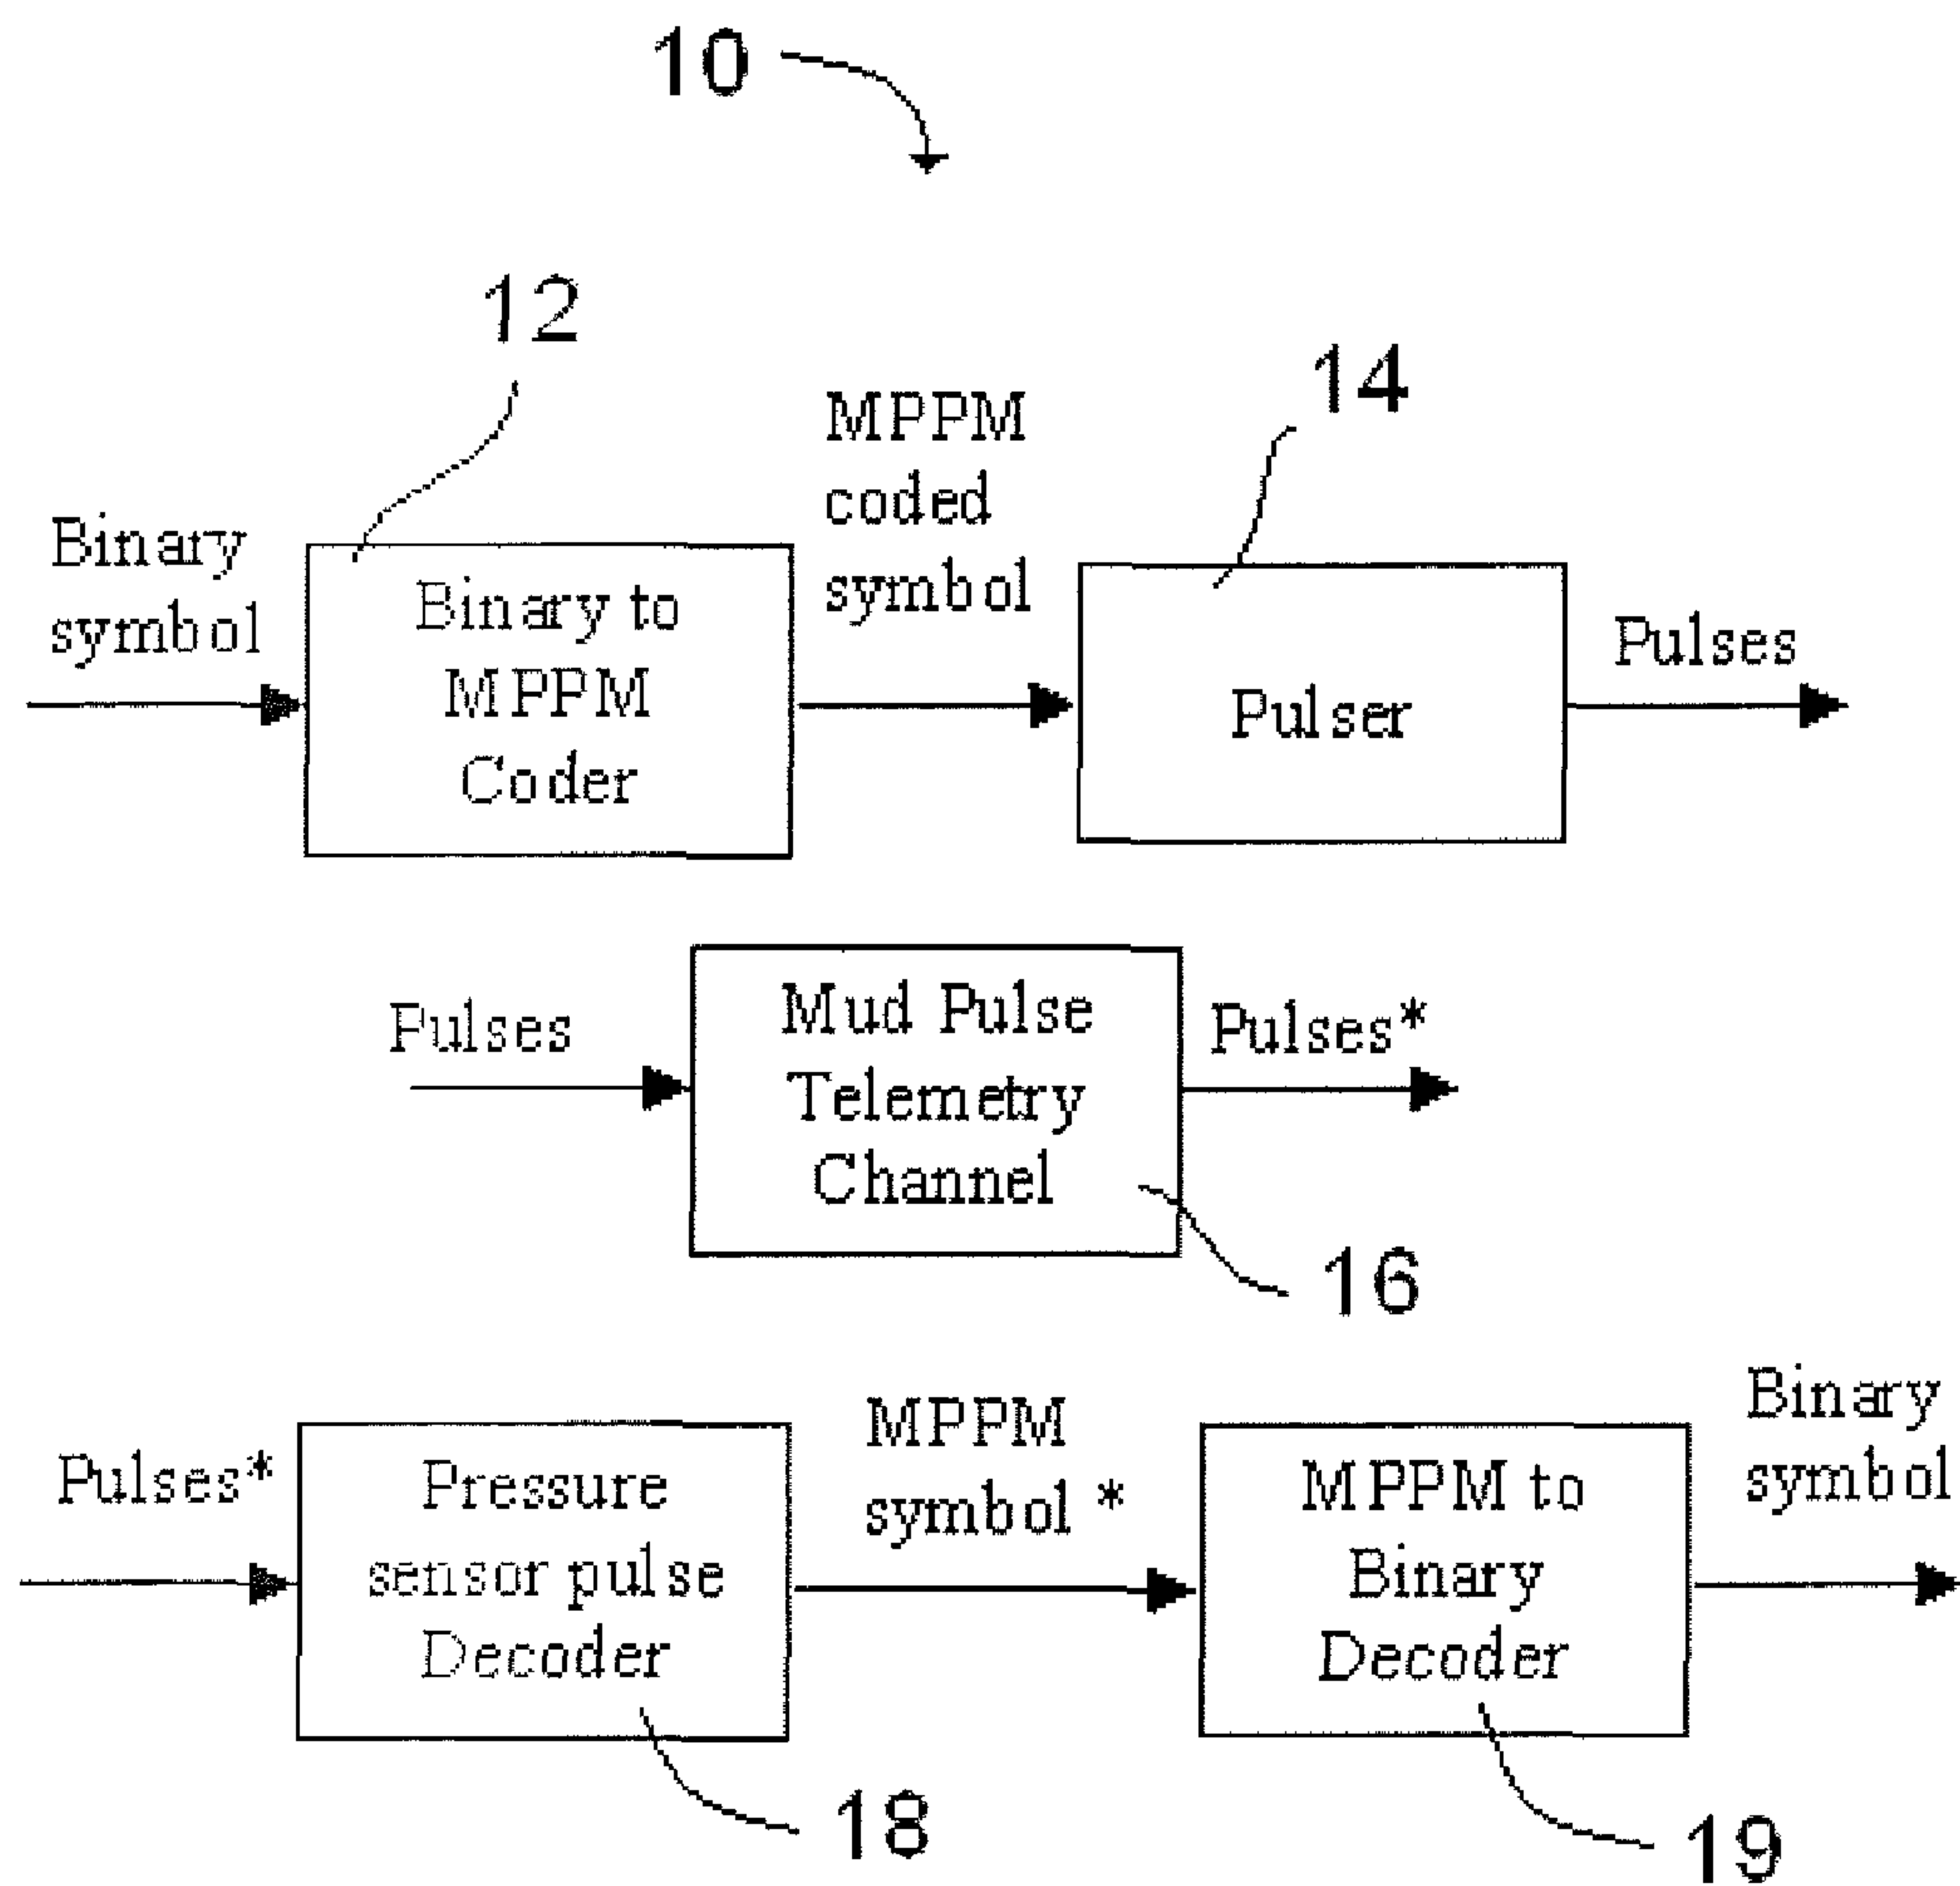 10
12
14
Binary
symbol
Binary to
MPPM
Coder
MPPM
coded
symbol
Pulser
Pulses
Pulses
Mud Pulse
Telemetry
Channel
Pulses*
16
Pulses*
Pressure
sensor pulse
Decoder
MPPM
symbol *
MPPM to
Binary
Decoder
Binary
symbol
18
19